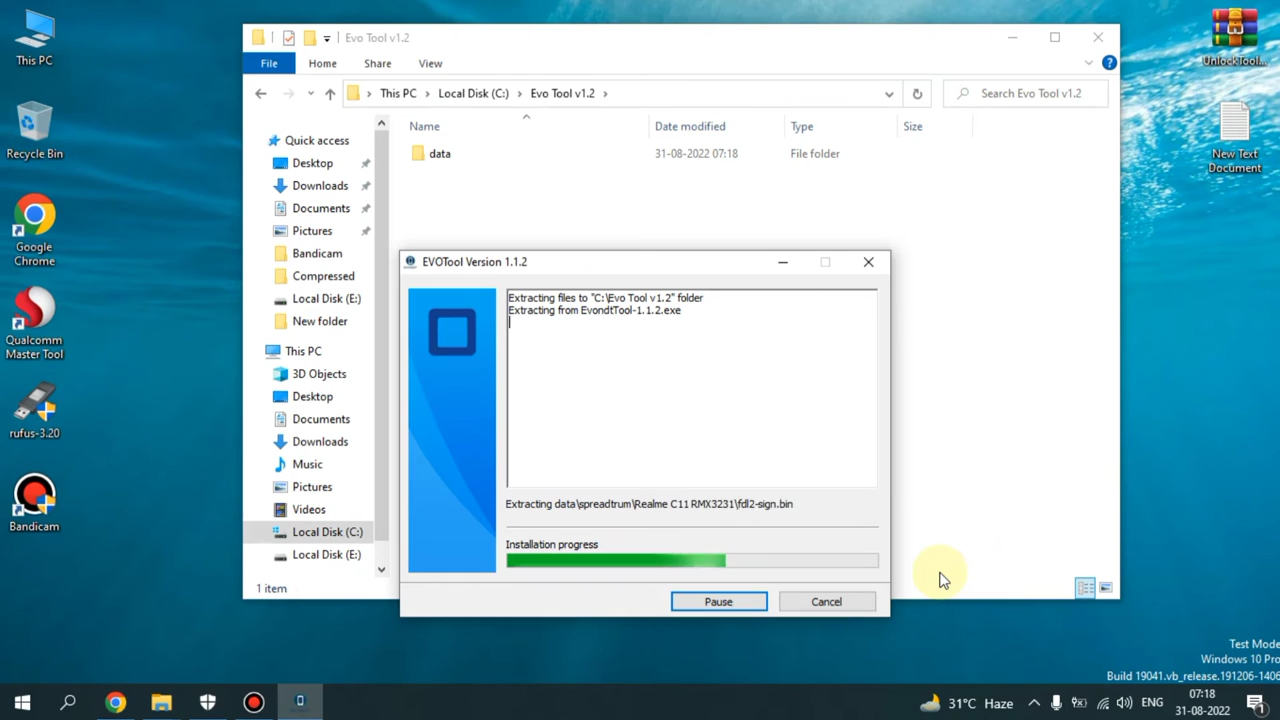 This PC
Recycle Bin
Google
Chrome
Qualcomm
Master Tool
rufus-3.20
Bandicam
Evo Tool v1.2
File
Home
Share
View
This PC
Local Disk (C:)
Evo Tool v1.2
Search Evo Tool v1.2
Name
Date modified
Type
Size
data
31-08-2022 07:18
File folder
Quick access
Desktop
Downloads
Documents
Pictures
Bandicam
Compressed
Local Disk (E:)
New folder
This PC
3D Objects
Desktop
Documents
Downloads
Music
Pictures
Videos
Local Disk (C:)
Local Disk (E:)
1 item
EVOTool Version 1.1.2
Extracting files to "C:\Evo Tool v1.2" folder
Extracting from EvondtTool-1.1.2.exe
Extracting data\spreadtrum\Realme C11 RMX3231\fdl2-sign.bin
Installation progress
Pause
Cancel
UnlockTool...
New Text
Document
Test Mode
Windows 10 Pro
Build 19041.vb_release.191206-1406
31°C Haze
ENG
07:18
31-08-2022
1